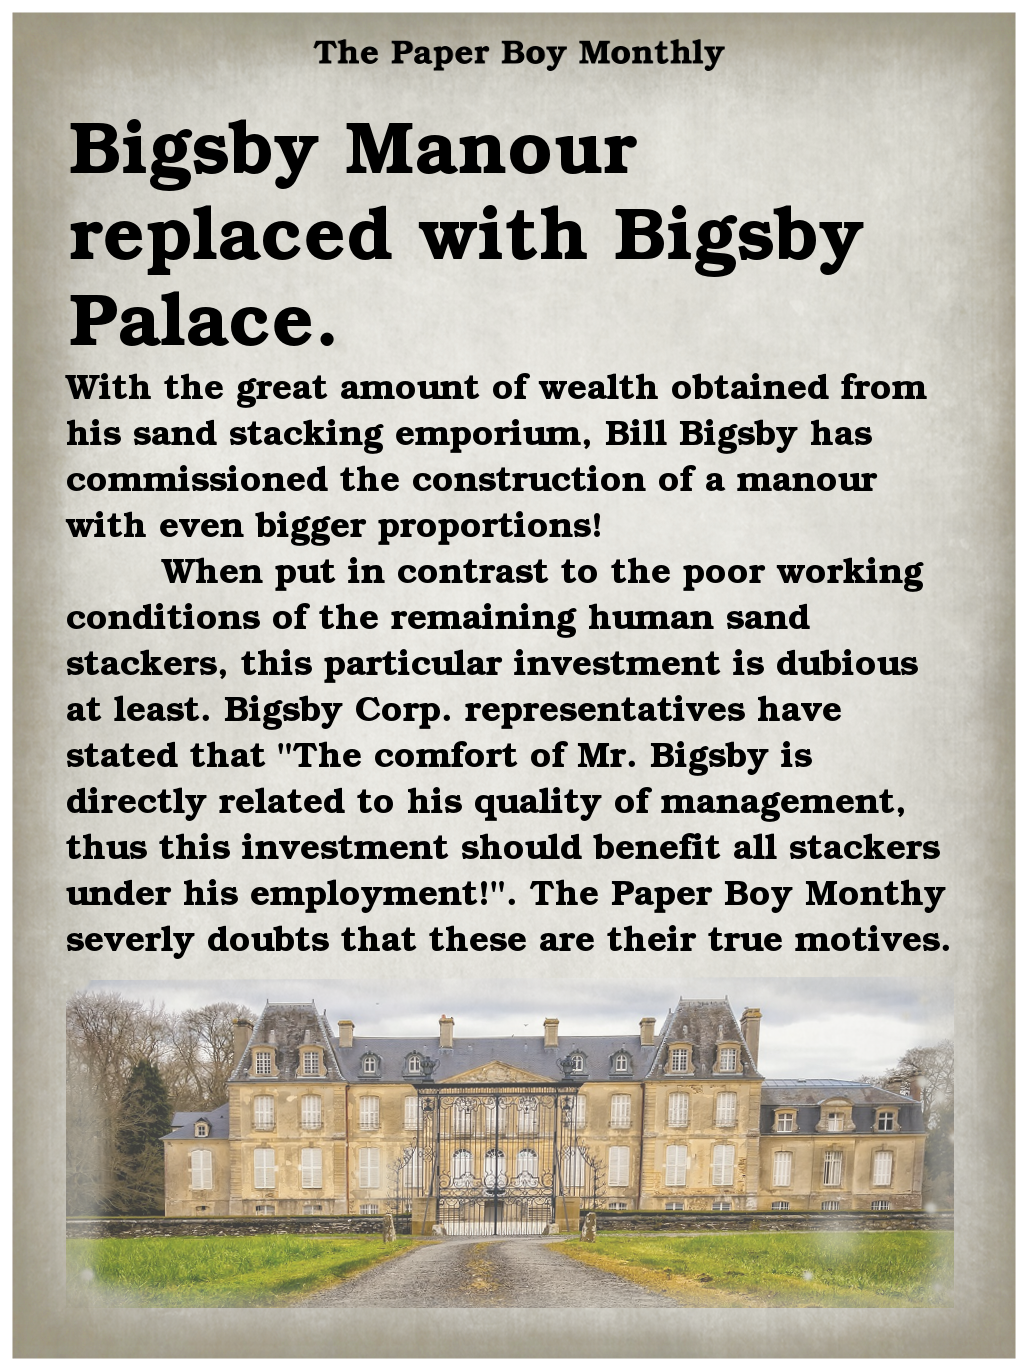 The Paper Boy Monthly
Bigsby Manour
replaced with Bigsby
Palace.
With the great amount of wealth obtained from
his sand stacking emporium, Bill Bigsby has
commissioned the construction of a manour
with even bigger proportions!
When put in contrast to the poor working
conditions of the remaining human sand
stackers, this particular investment is dubious
at least. Bigsby Corp. representatives have
stated that "The comfort of Mr. Bigsby is
directly related to his quality of management,
thus this investment should benefit all stackers
under his employment!". The Paper Boy Monthy
severly doubts that these are their true motives.